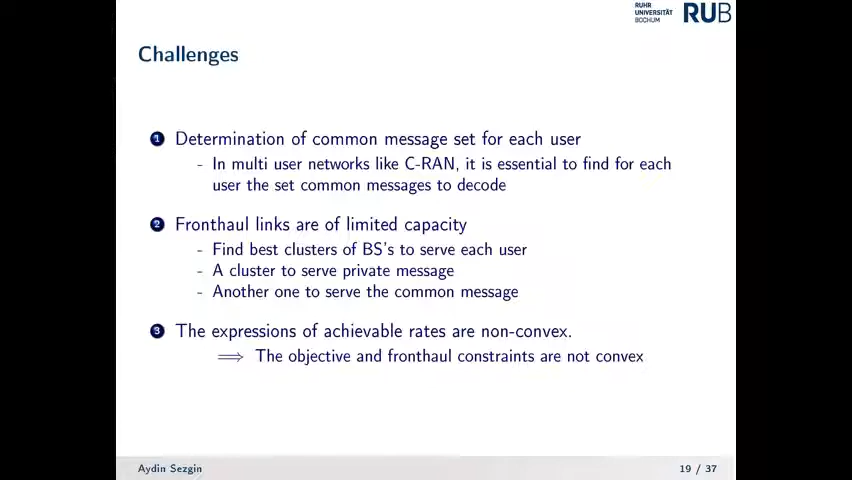 RUHR
UNIVERSITÄT
BOCHUM
RUB
Challenges
1 Determination of common message set for each user
- In multi user networks like C-RAN, it is essential to find for each
user the set common messages to decode
2 Fronthaul links are of limited capacity
- Find best clusters of BS's to serve each user
- A cluster to serve private message
- Another one to serve the common message
3 The expressions of achievable rates are non-convex.
⟹ The objective and fronthaul constraints are not convex
Aydin Sezgin
19 / 37